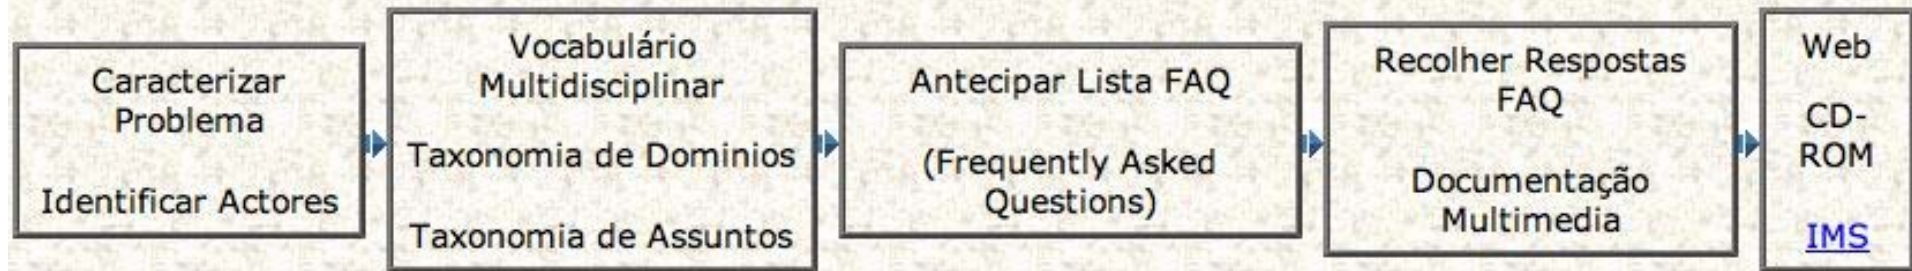 Caracterizar
Problema
Identificar Actores
Vocabulário
Multidisciplinar
Taxonomia de Dominios
Taxonomia de Assuntos
Antecipar Lista FAQ
(Frequently Asked
Questions)
Recolher Respostas
FAQ
Documentação
Multimedia
Web
CD-
ROM
IMS